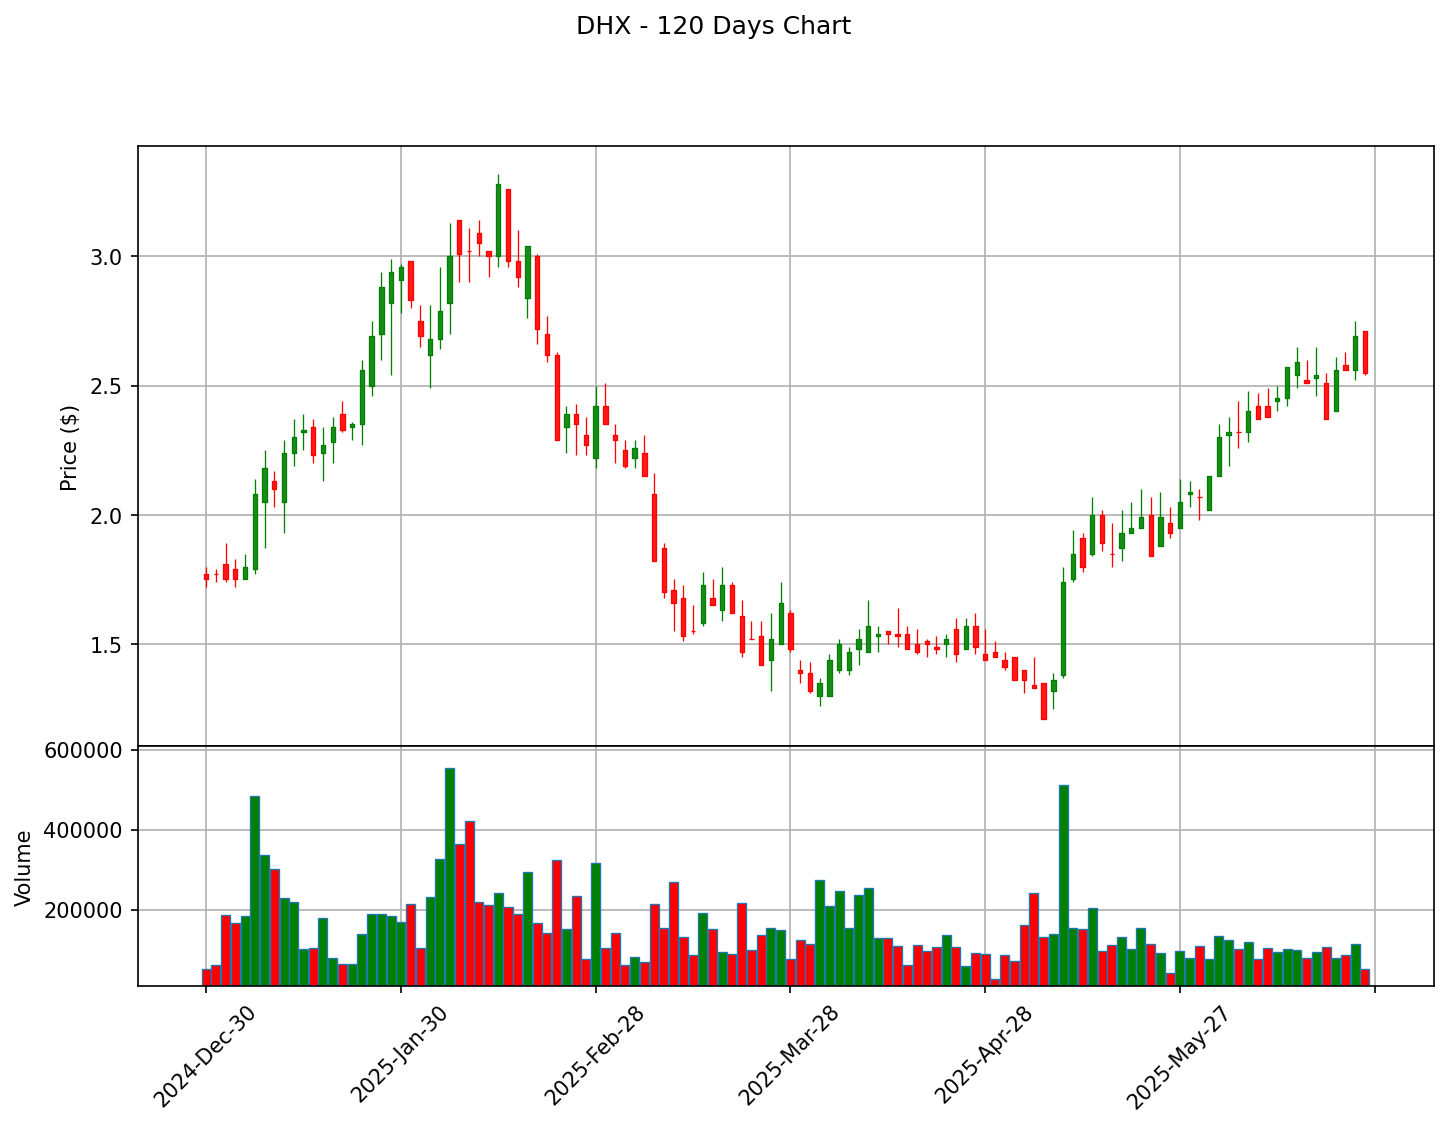 DHX - 120 Days Chart
Price ($)
3.0
2.5
2.0
1.5
Volume
600000
400000
200000
2024-Dec-30
2025-Jan-30
2025-Feb-28
2025-Mar-28
2025-Apr-28
2025-May-27